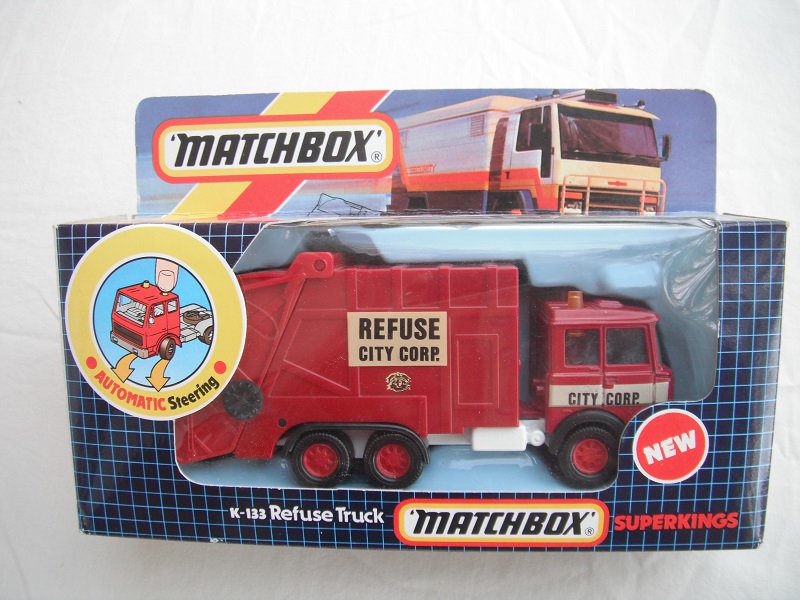 'MATCHBOX'®
AUTOMATIC Steering
REFUSE
CITY CORP.
CITY CORP.
NEW
K-133 Refuse Truck
'MATCHBOX'®
SUPERKINGS